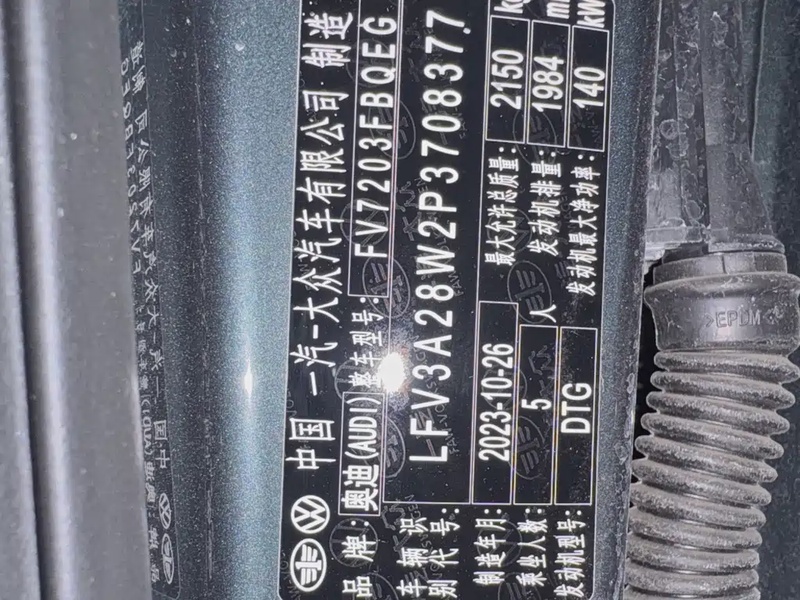 中国 一汽-大众汽车有限公司 制造
品 牌: 奥迪(AUDI) 整车型号: FV7203FBQEG
车辆识别代号: LFV3A28W2P3708377
制造年月: 2023-10-26 最大允许总质量: 2150 kg
乘坐人数: 5 人 发动机排量: 1984 ml
发动机型号: DTG 发动机最大净功率: 140 kW
>EPDM<